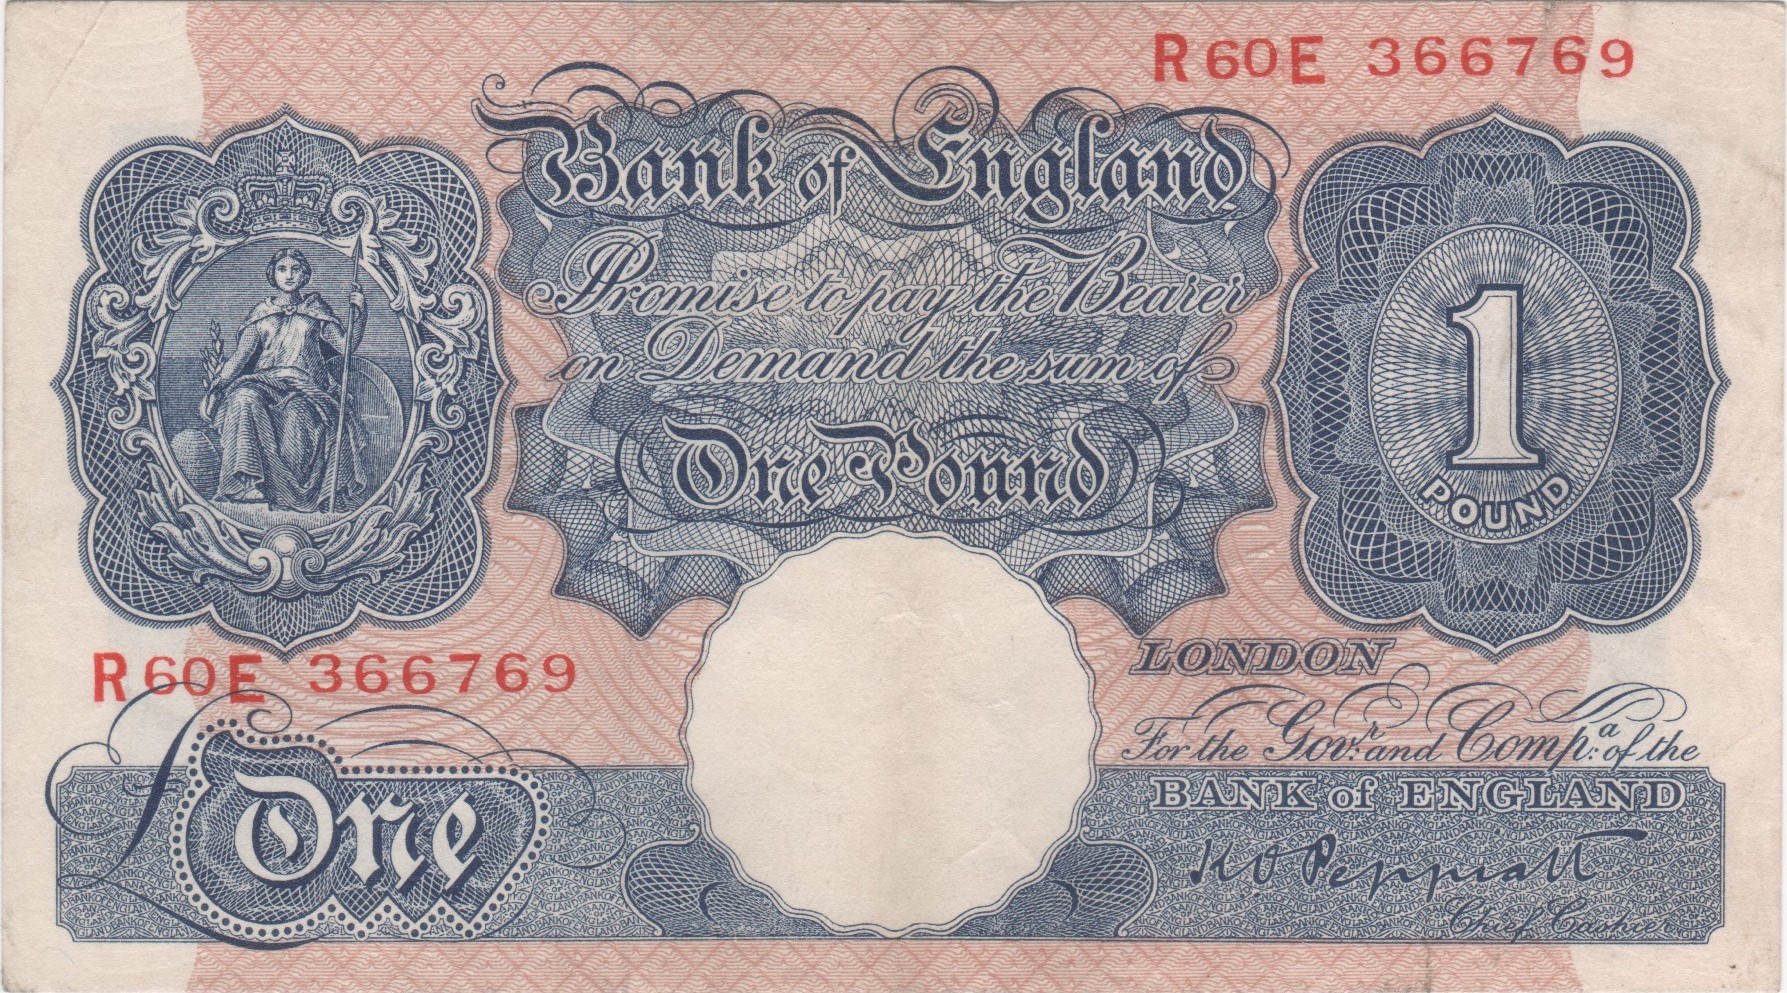 R60E 366769
Bank of England
Promise to pay the Bearer
on Demand the sum of
One Pound
1
POUND
R60E 366769
LONDON
For the Govr. and Compa. of the
BANK of ENGLAND
£One
K O Peppiatt
Chief Cashier